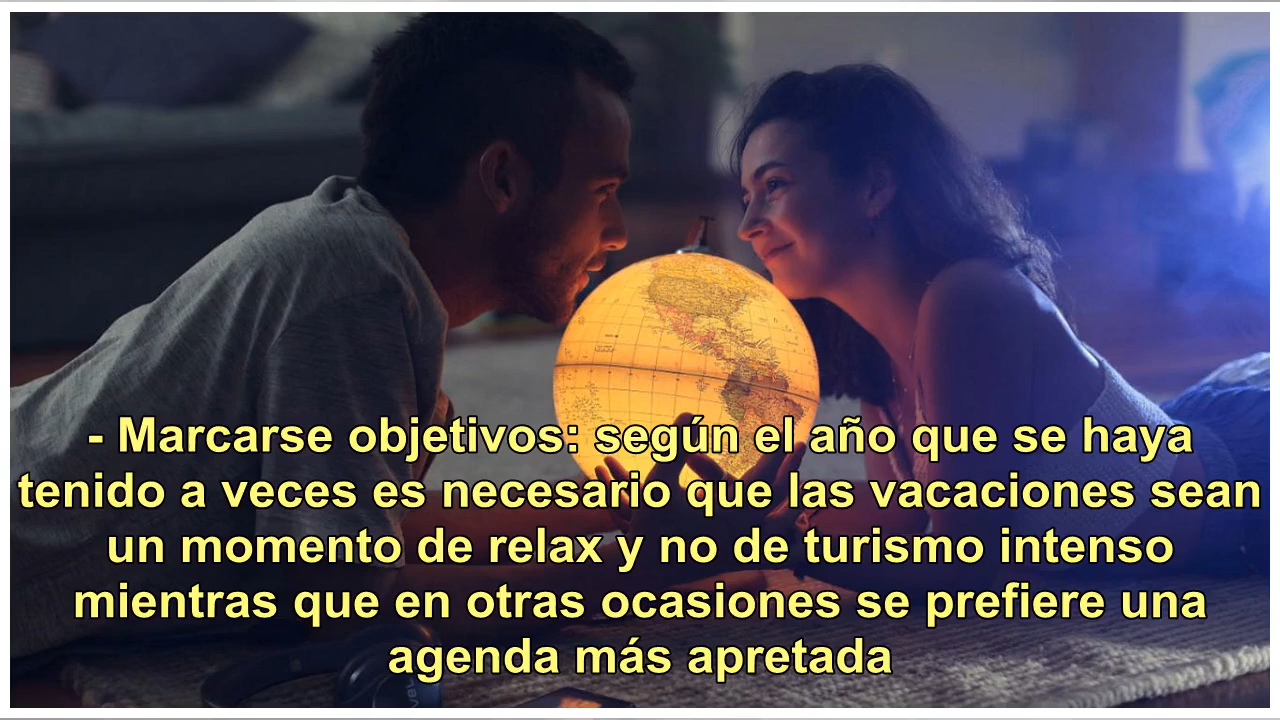 - Marcarse objetivos: según el año que se haya
tenido a veces es necesario que las vacaciones sean
un momento de relax y no de turismo intenso
mientras que en otras ocasiones se prefiere una
agenda más apretada